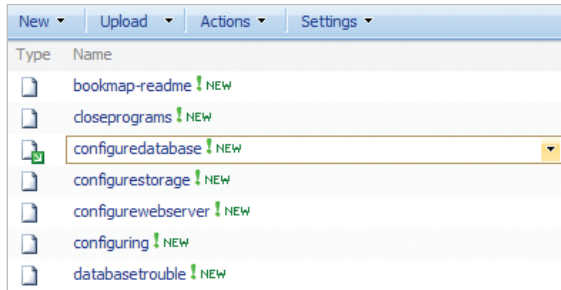 New Upload Actions Settings
Type Name
bookmap-readme ! NEW
closeprograms ! NEW
configuredatabase ! NEW
configurestorage ! NEW
configurewebserver ! NEW
configuring ! NEW
databasetrouble ! NEW